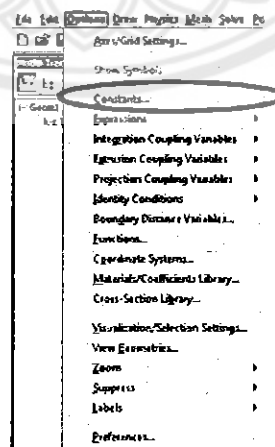 File Edit Options Draw Physics Mesh Solve Po
Axes/Grid Settings...
Show Symbols
Constants...
Expressions
Integration Coupling Variables
Extrusion Coupling Variables
Projection Coupling Variables
Identity Conditions
Boundary Distance Variables...
Functions...
Coordinate Systems...
Materials/Coefficients Library...
Cross-Section Library...
Visualization/Selection Settings...
View Geometries...
Zoom
Suppress
Labels
Preferences...